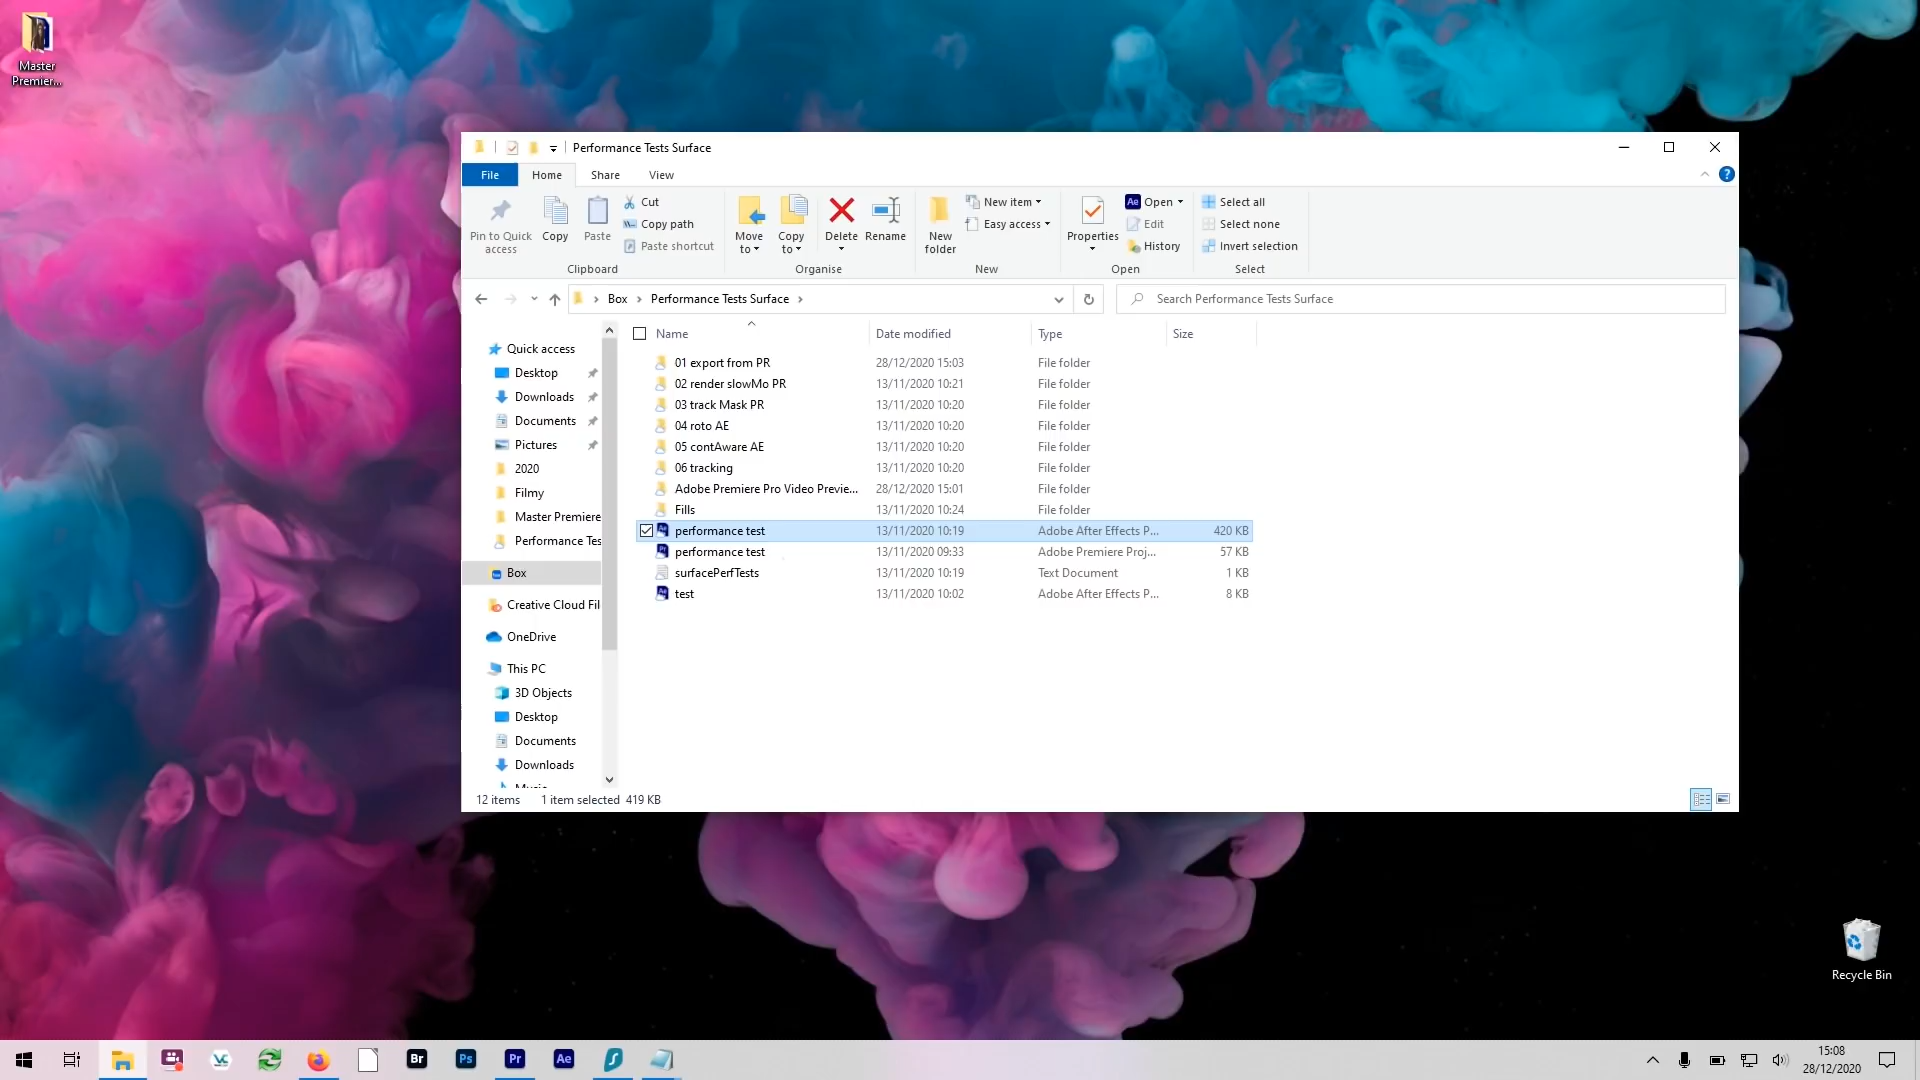 Master
Premier...
Performance Tests Surface
File
Home
Share
View
?
Pin to Quick
access
Copy
Paste
Cut
Copy path
Paste shortcut
Clipboard
Move
to
Copy
to
Delete
Rename
Organise
New
folder
New item
Easy access
New
Properties
Ae Open
Edit
History
Open
Select all
Select none
Invert selection
Select
Box
Performance Tests Surface
Search Performance Tests Surface
Quick access
Desktop
Downloads
Documents
Pictures
2020
Filmy
Master Premiere
Performance Tes
Box
Creative Cloud Fil
OneDrive
This PC
3D Objects
Desktop
Documents
Downloads
Music
Name Date modified Type Size
01 export from PR 28/12/2020 15:03 File folder
02 render slowMo PR 13/11/2020 10:21 File folder
03 track Mask PR 13/11/2020 10:20 File folder
04 roto AE 13/11/2020 10:20 File folder
05 contAware AE 13/11/2020 10:20 File folder
06 tracking 13/11/2020 10:20 File folder
Adobe Premiere Pro Video Previe... 28/12/2020 15:01 File folder
Fills 13/11/2020 10:24 File folder
performance test 13/11/2020 10:19 Adobe After Effects P... 420 KB
performance test 13/11/2020 09:33 Adobe Premiere Proj... 57 KB
surfacePerfTests 13/11/2020 10:19 Text Document 1 KB
test 13/11/2020 10:02 Adobe After Effects P... 8 KB
12 items 1 item selected 419 KB
Recycle Bin
VC
Br
Ps
Pr
Ae
15:08
28/12/2020